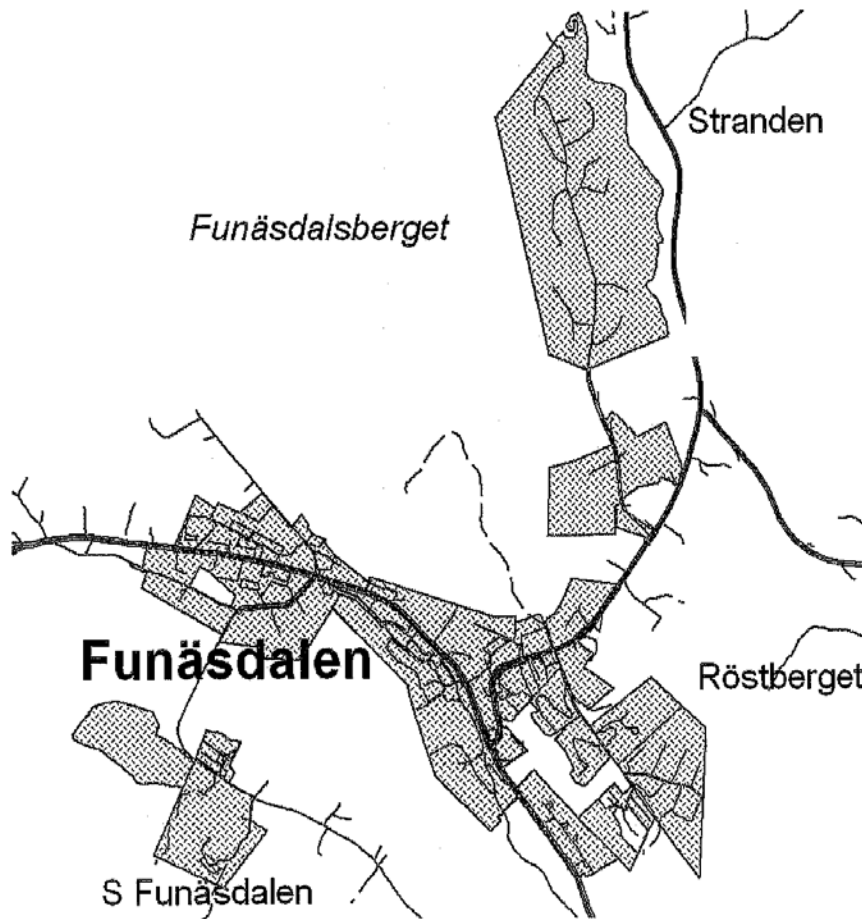 Stranden
Funäsdalsberget
Funäsdalen
Röstberget
S Funäsdalen